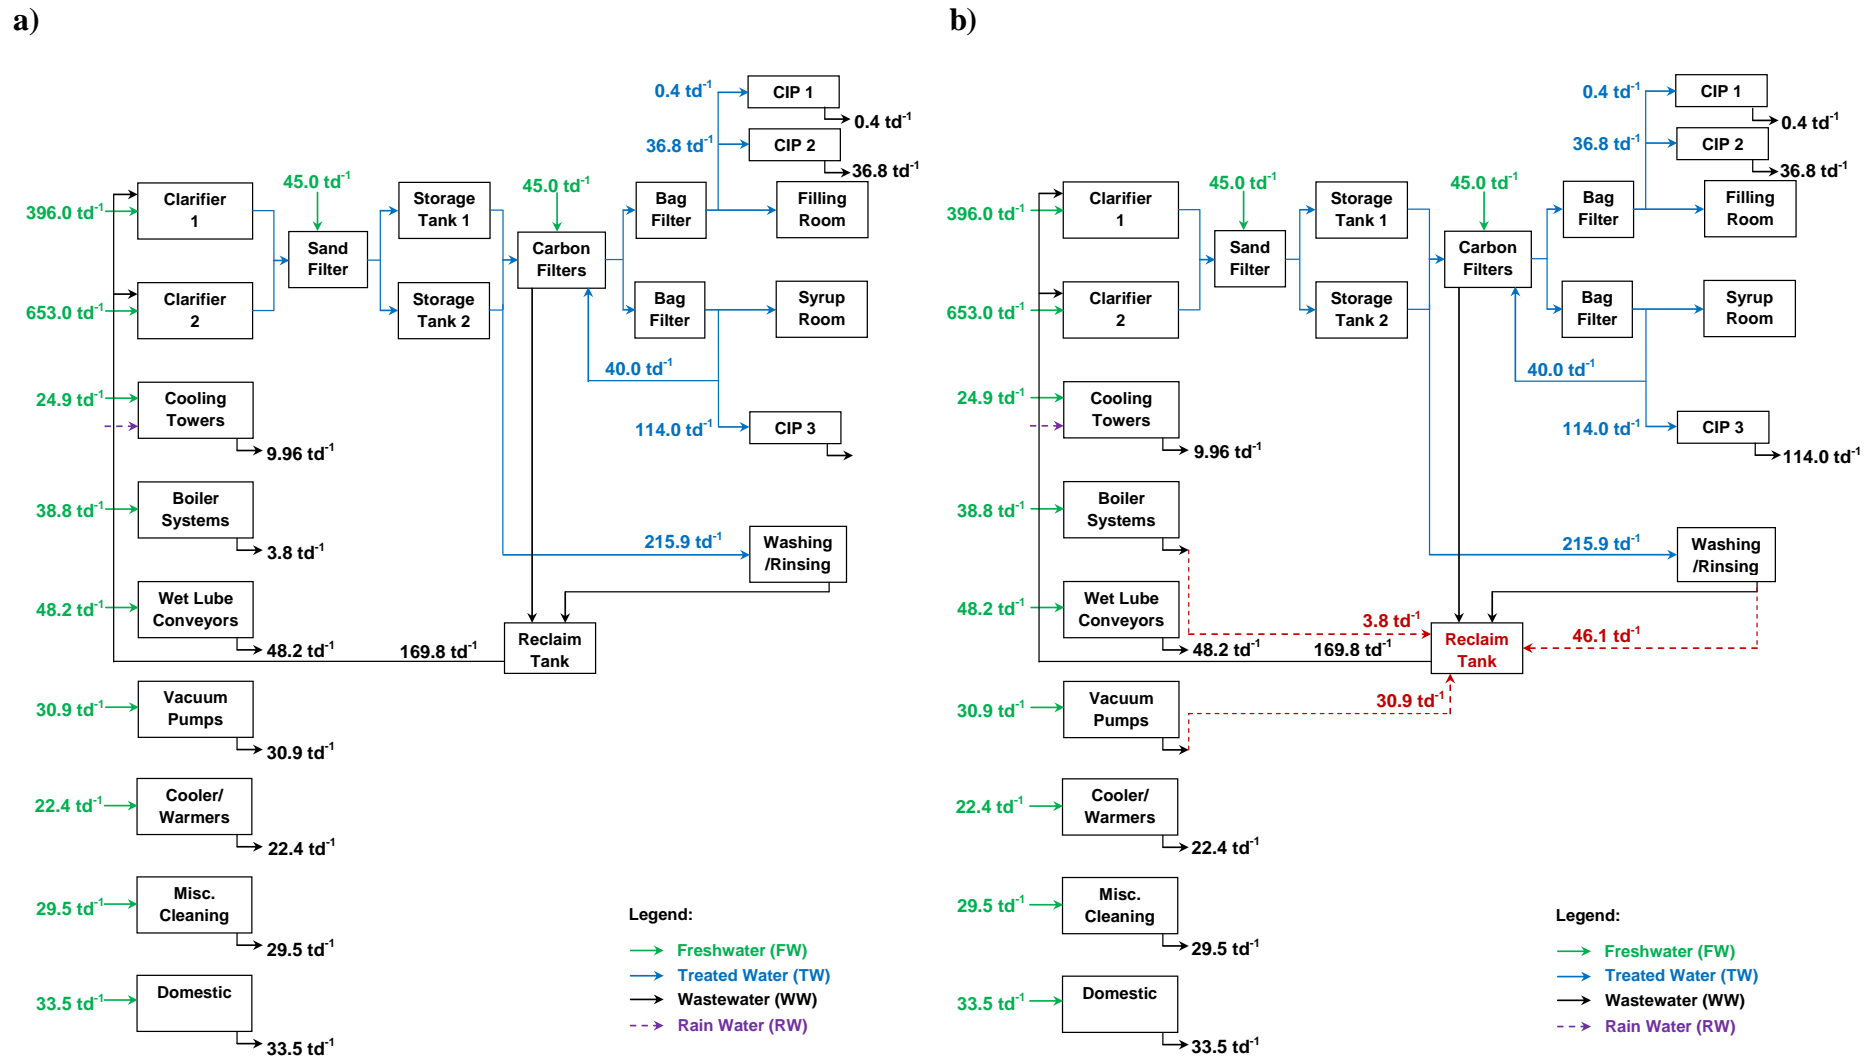 a)
0.4 td-1
CIP 1
0.4 td-1
36.8 td-1
CIP 2
36.8 td-1
45.0 td-1
45.0 td-1
396.0 td-1
Clarifier
1
Storage
Tank 1
Bag
Filter
Filling
Room
Sand
Filter
Carbon
Filters
653.0 td-1
Clarifier
2
Storage
Tank 2
Bag
Filter
Syrup
Room
40.0 td-1
24.9 td-1
Cooling
Towers
9.96 td-1
114.0 td-1
CIP 3
38.8 td-1
Boiler
Systems
3.8 td-1
215.9 td-1
Washing
/Rinsing
48.2 td-1
Wet Lube
Conveyors
48.2 td-1
169.8 td-1
Reclaim
Tank
30.9 td-1
Vacuum
Pumps
30.9 td-1
22.4 td-1
Cooler/
Warmers
22.4 td-1
29.5 td-1
Misc.
Cleaning
29.5 td-1
33.5 td-1
Domestic
33.5 td-1
Legend:
Freshwater (FW)
Treated Water (TW)
Wastewater (WW)
Rain Water (RW)
b)
0.4 td-1
CIP 1
0.4 td-1
36.8 td-1
CIP 2
36.8 td-1
45.0 td-1
45.0 td-1
396.0 td-1
Clarifier
1
Storage
Tank 1
Bag
Filter
Filling
Room
Sand
Filter
Carbon
Filters
653.0 td-1
Clarifier
2
Storage
Tank 2
Bag
Filter
Syrup
Room
40.0 td-1
24.9 td-1
Cooling
Towers
9.96 td-1
114.0 td-1
CIP 3
114.0 td-1
38.8 td-1
Boiler
Systems
215.9 td-1
Washing
/Rinsing
48.2 td-1
Wet Lube
Conveyors
48.2 td-1
3.8 td-1
169.8 td-1
Reclaim
Tank
46.1 td-1
30.9 td-1
Vacuum
Pumps
30.9 td-1
22.4 td-1
Cooler/
Warmers
22.4 td-1
29.5 td-1
Misc.
Cleaning
29.5 td-1
33.5 td-1
Domestic
33.5 td-1
Legend:
Freshwater (FW)
Treated Water (TW)
Wastewater (WW)
Rain Water (RW)